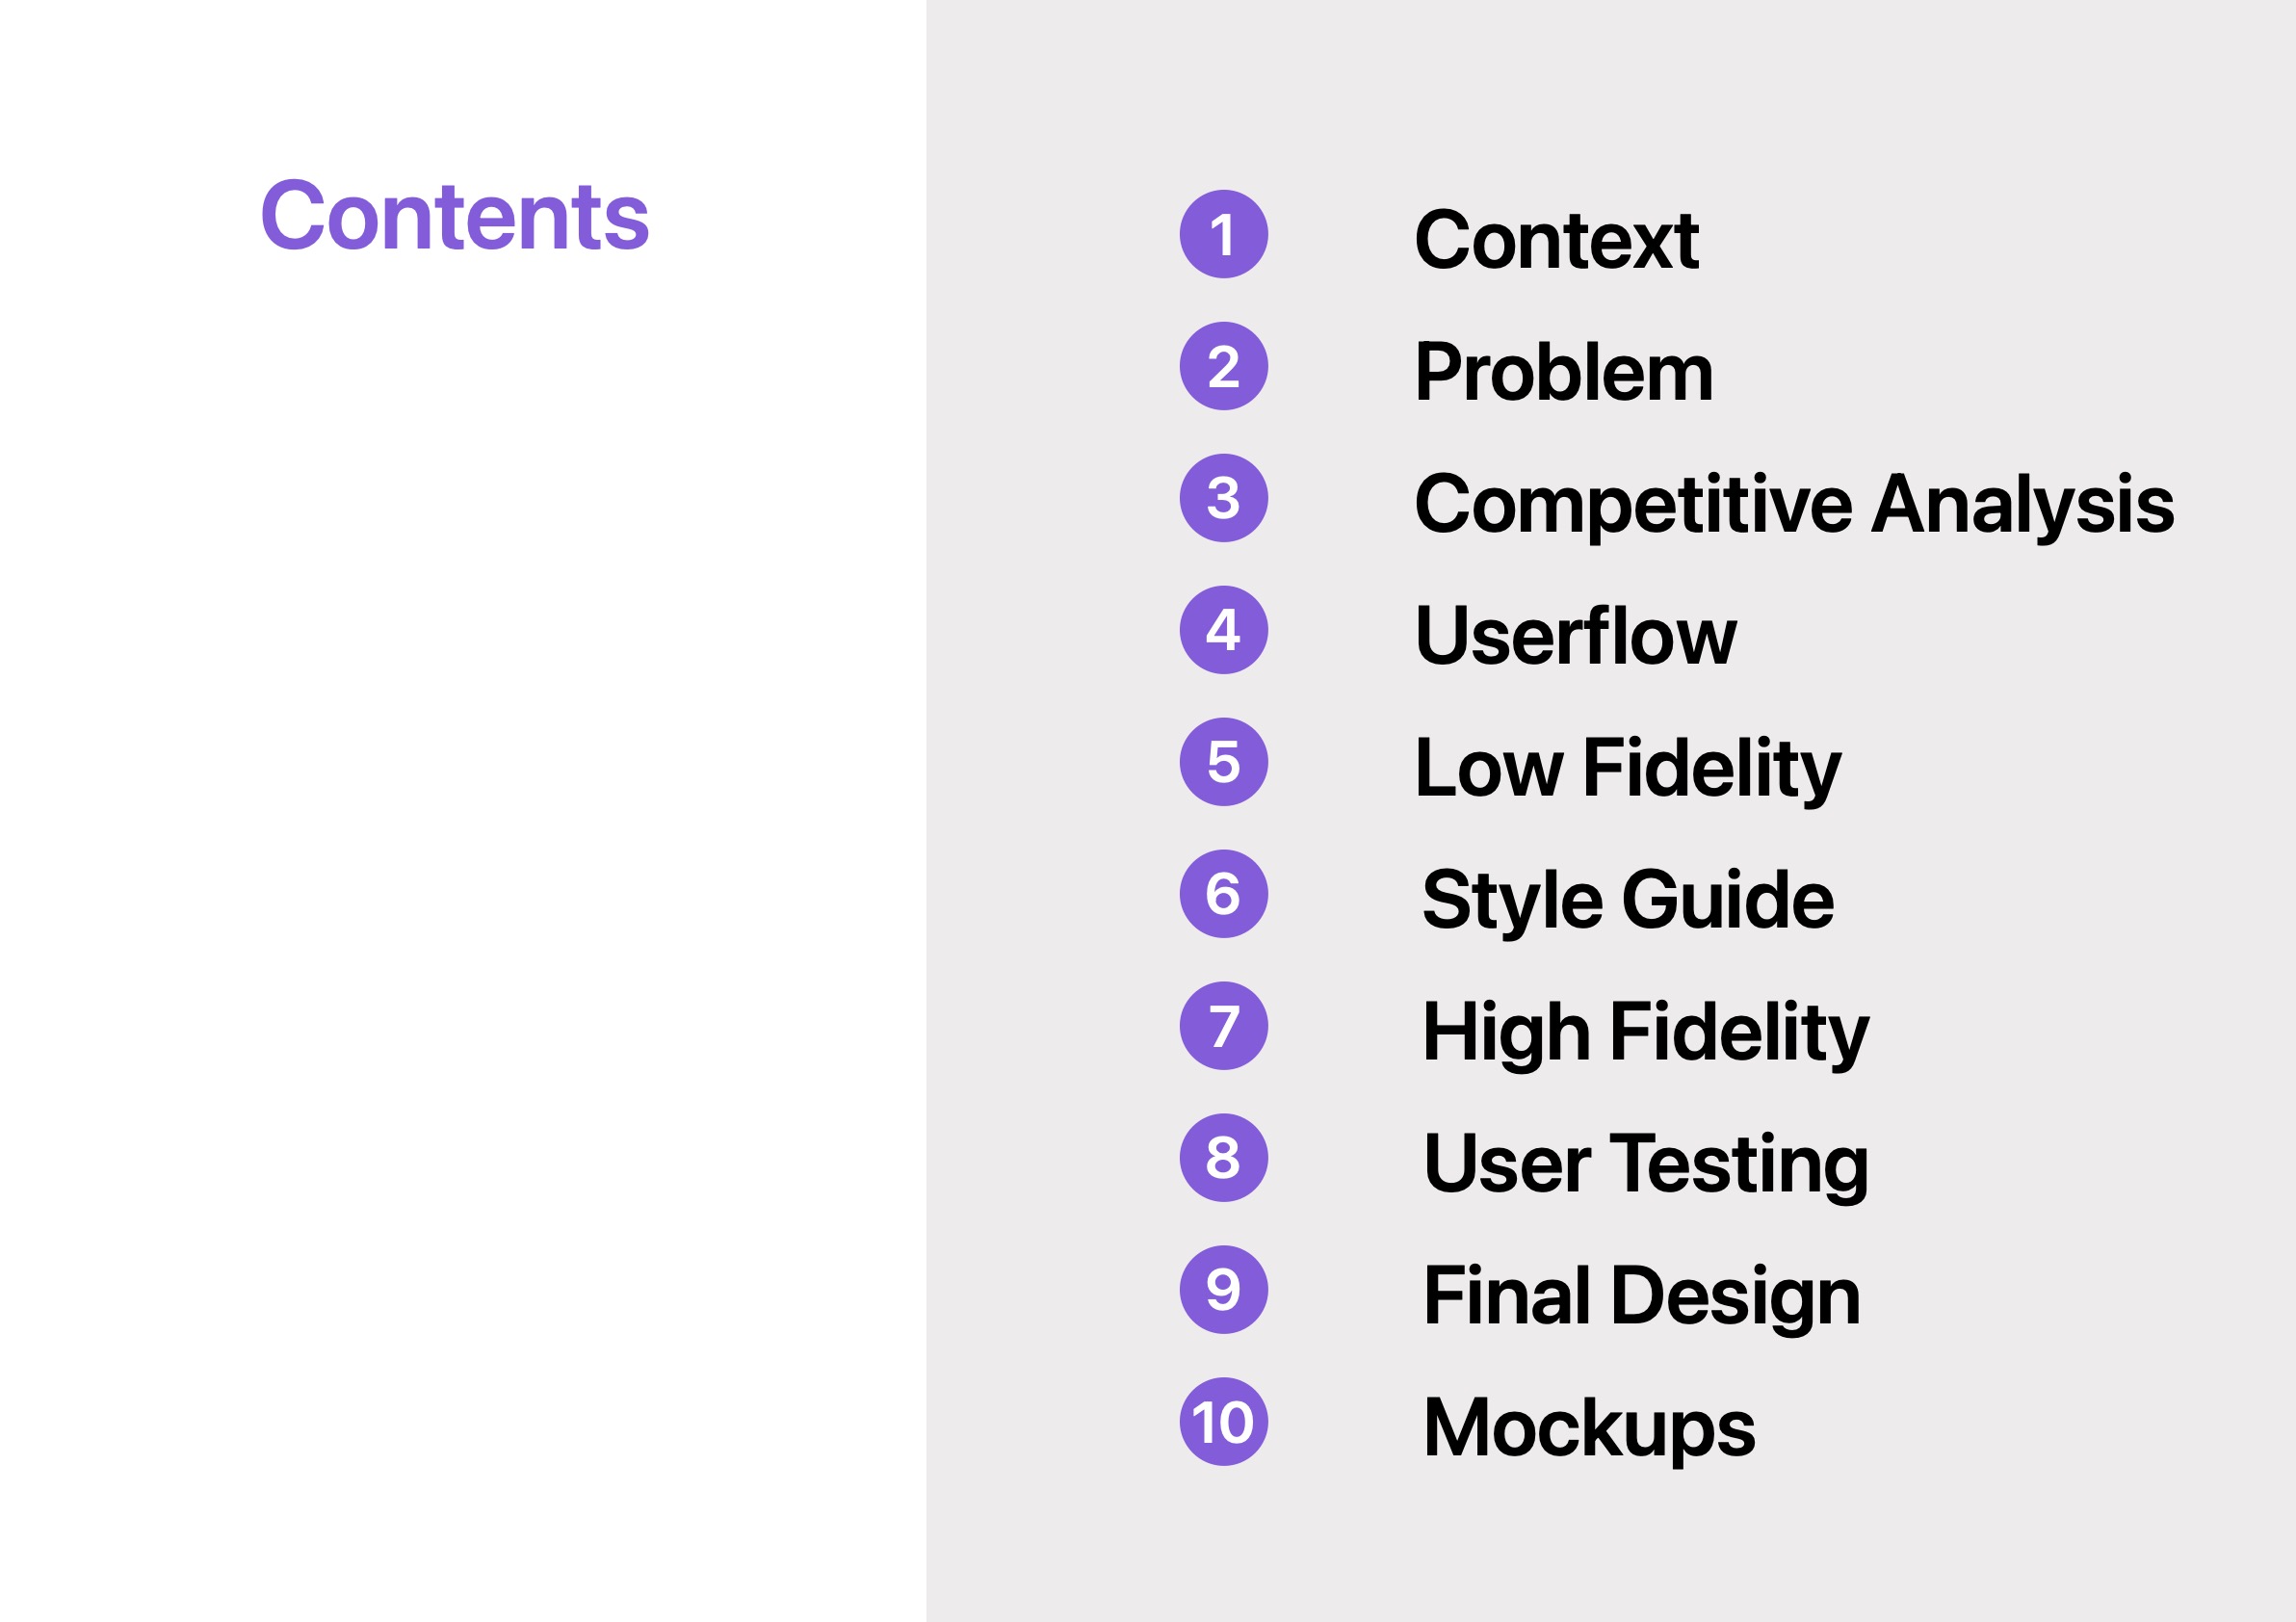 Contents
1 Context
2 Problem
3 Competitive Analysis
4 Userflow
5 Low Fidelity
6 Style Guide
7 High Fidelity
8 User Testing
9 Final Design
10 Mockups